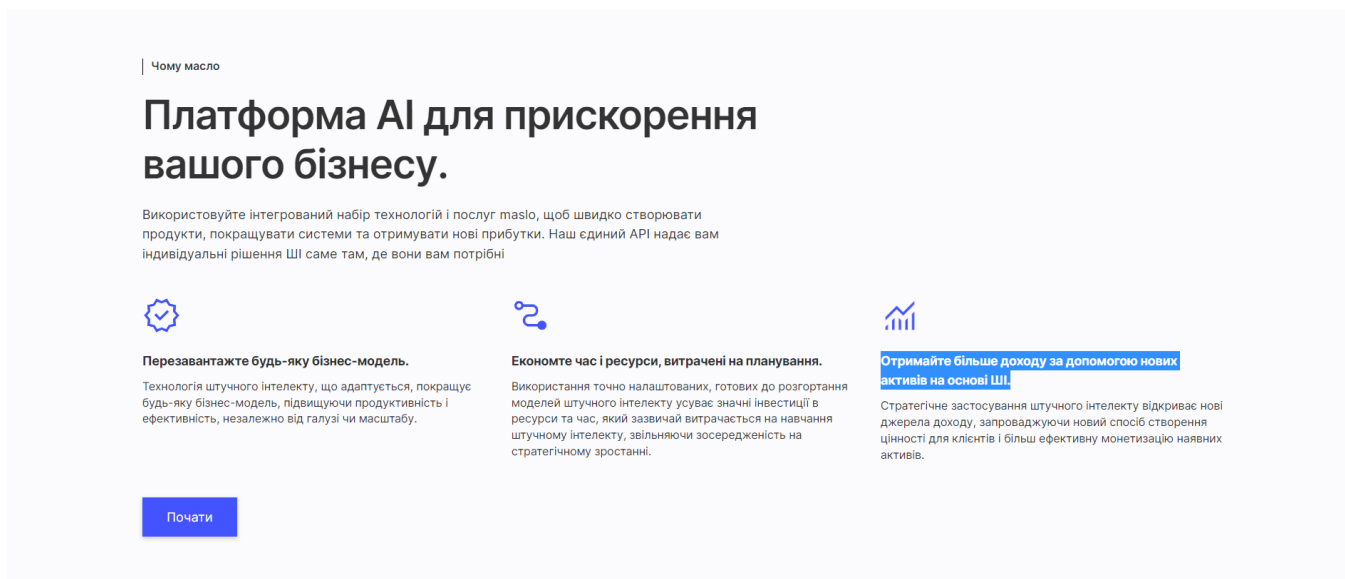 Чому масло
Платформа AI для прискорення
вашого бізнесу.
Використовуйте інтегрований набір технологій і послуг maslo, щоб швидко створювати
продукти, покращувати системи та отримувати нові прибутки. Наш єдиний API надає вам
індивідуальні рішення ШІ саме там, де вони вам потрібні
Перезавантажте будь-яку бізнес-модель.
Технологія штучного інтелекту, що адаптується, покращує
будь-яку бізнес-модель, підвищуючи продуктивність і
ефективність, незалежно від галузі чи масштабу.
Економте час і ресурси, витрачені на планування.
Використання точно налаштованих, готових до розгортання
моделей штучного інтелекту усуває значні інвестиції в
ресурси та час, який зазвичай витрачається на навчання
штучному інтелекту, звільняючи зосередженість на
стратегічному зростанні.
Отримайте більше доходу за допомогою нових
активів на основі ШІ.
Стратегічне застосування штучного інтелекту відкриває нові
джерела доходу, запроваджуючи новий спосіб створення
цінності для клієнтів і більш ефективну монетизацію наявних
активів.
Почати